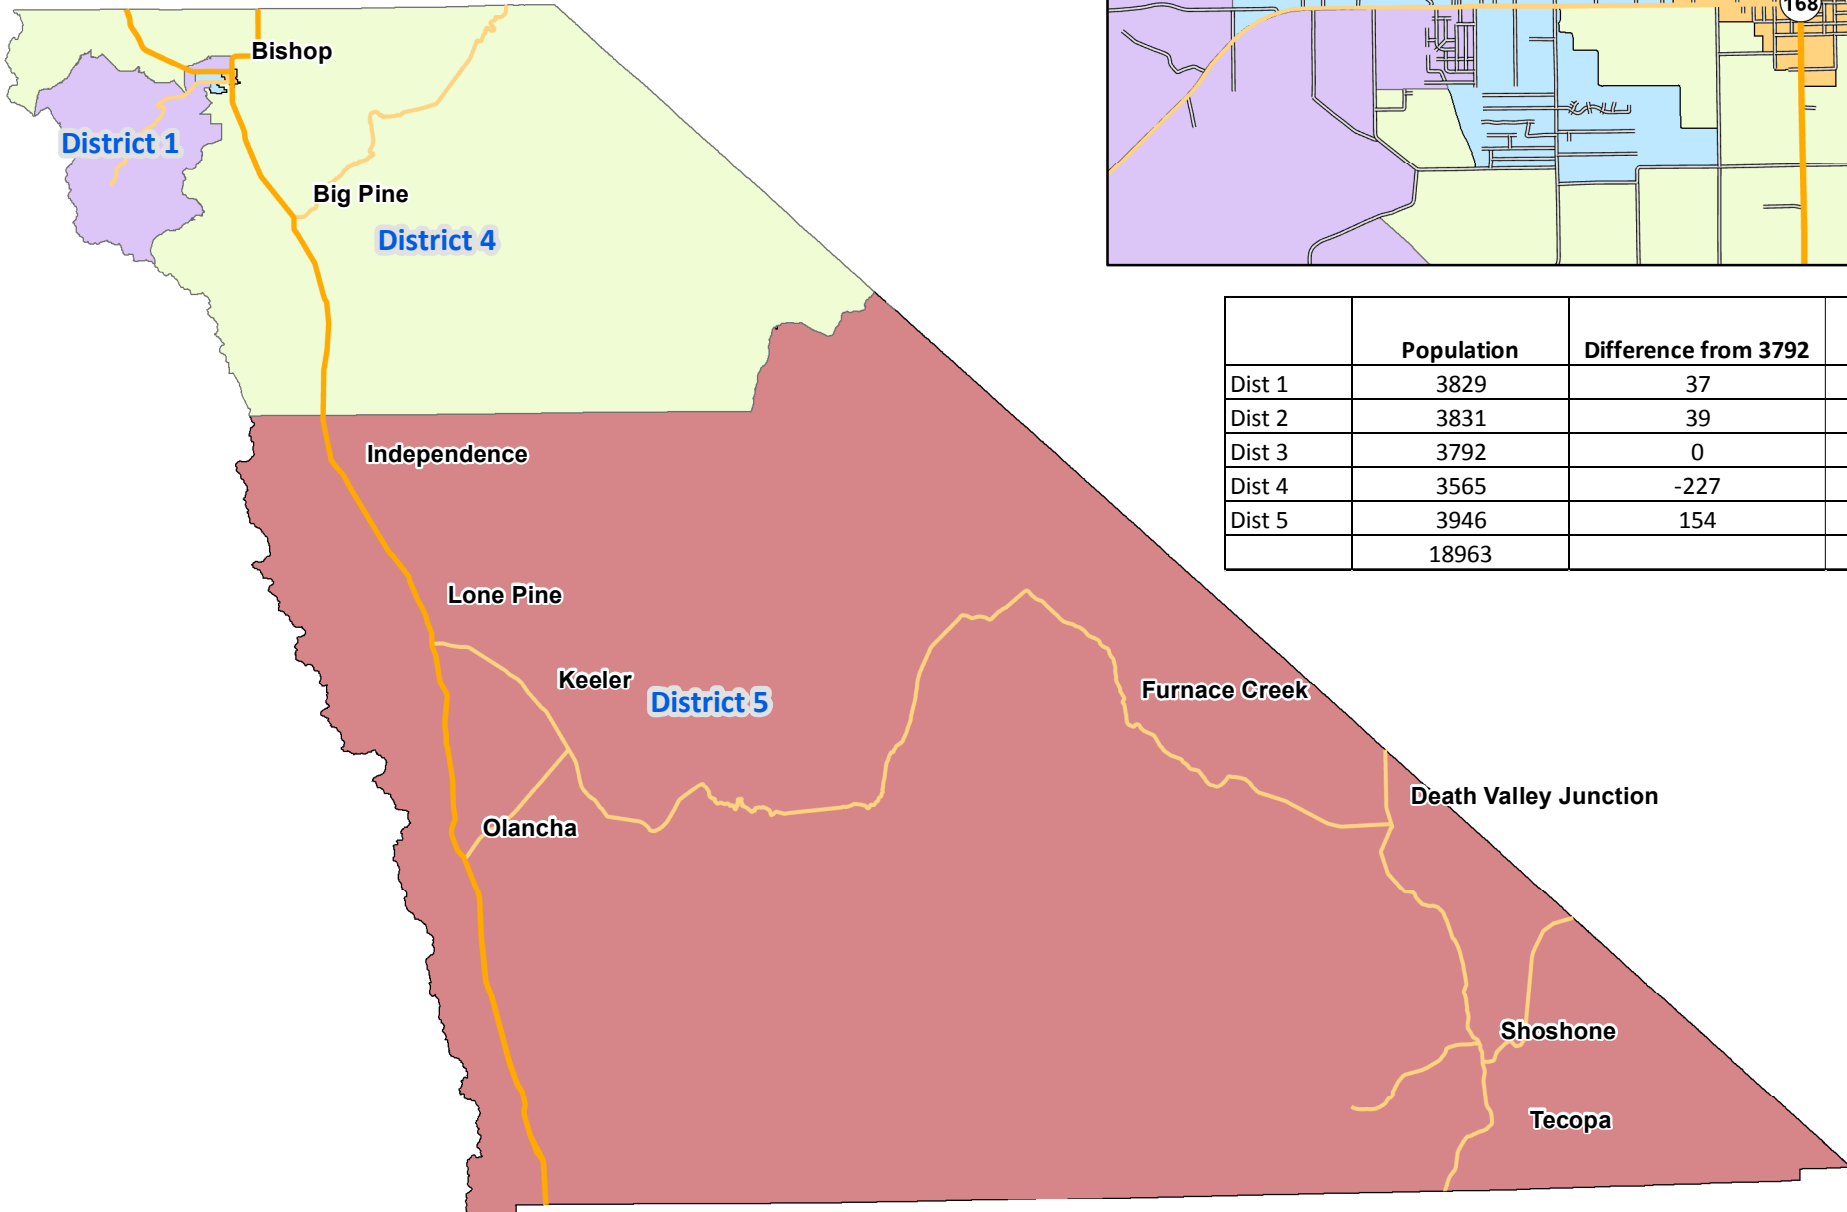 168
Bishop
District 1
Big Pine
District 4
Population Difference from 3792
Dist 1 3829 37
Dist 2 3831 39
Dist 3 3792 0
Dist 4 3565 -227
Dist 5 3946 154
18963
Independence
Lone Pine
Keeler
District 5
Furnace Creek
Death Valley Junction
Olancha
Shoshone
Tecopa